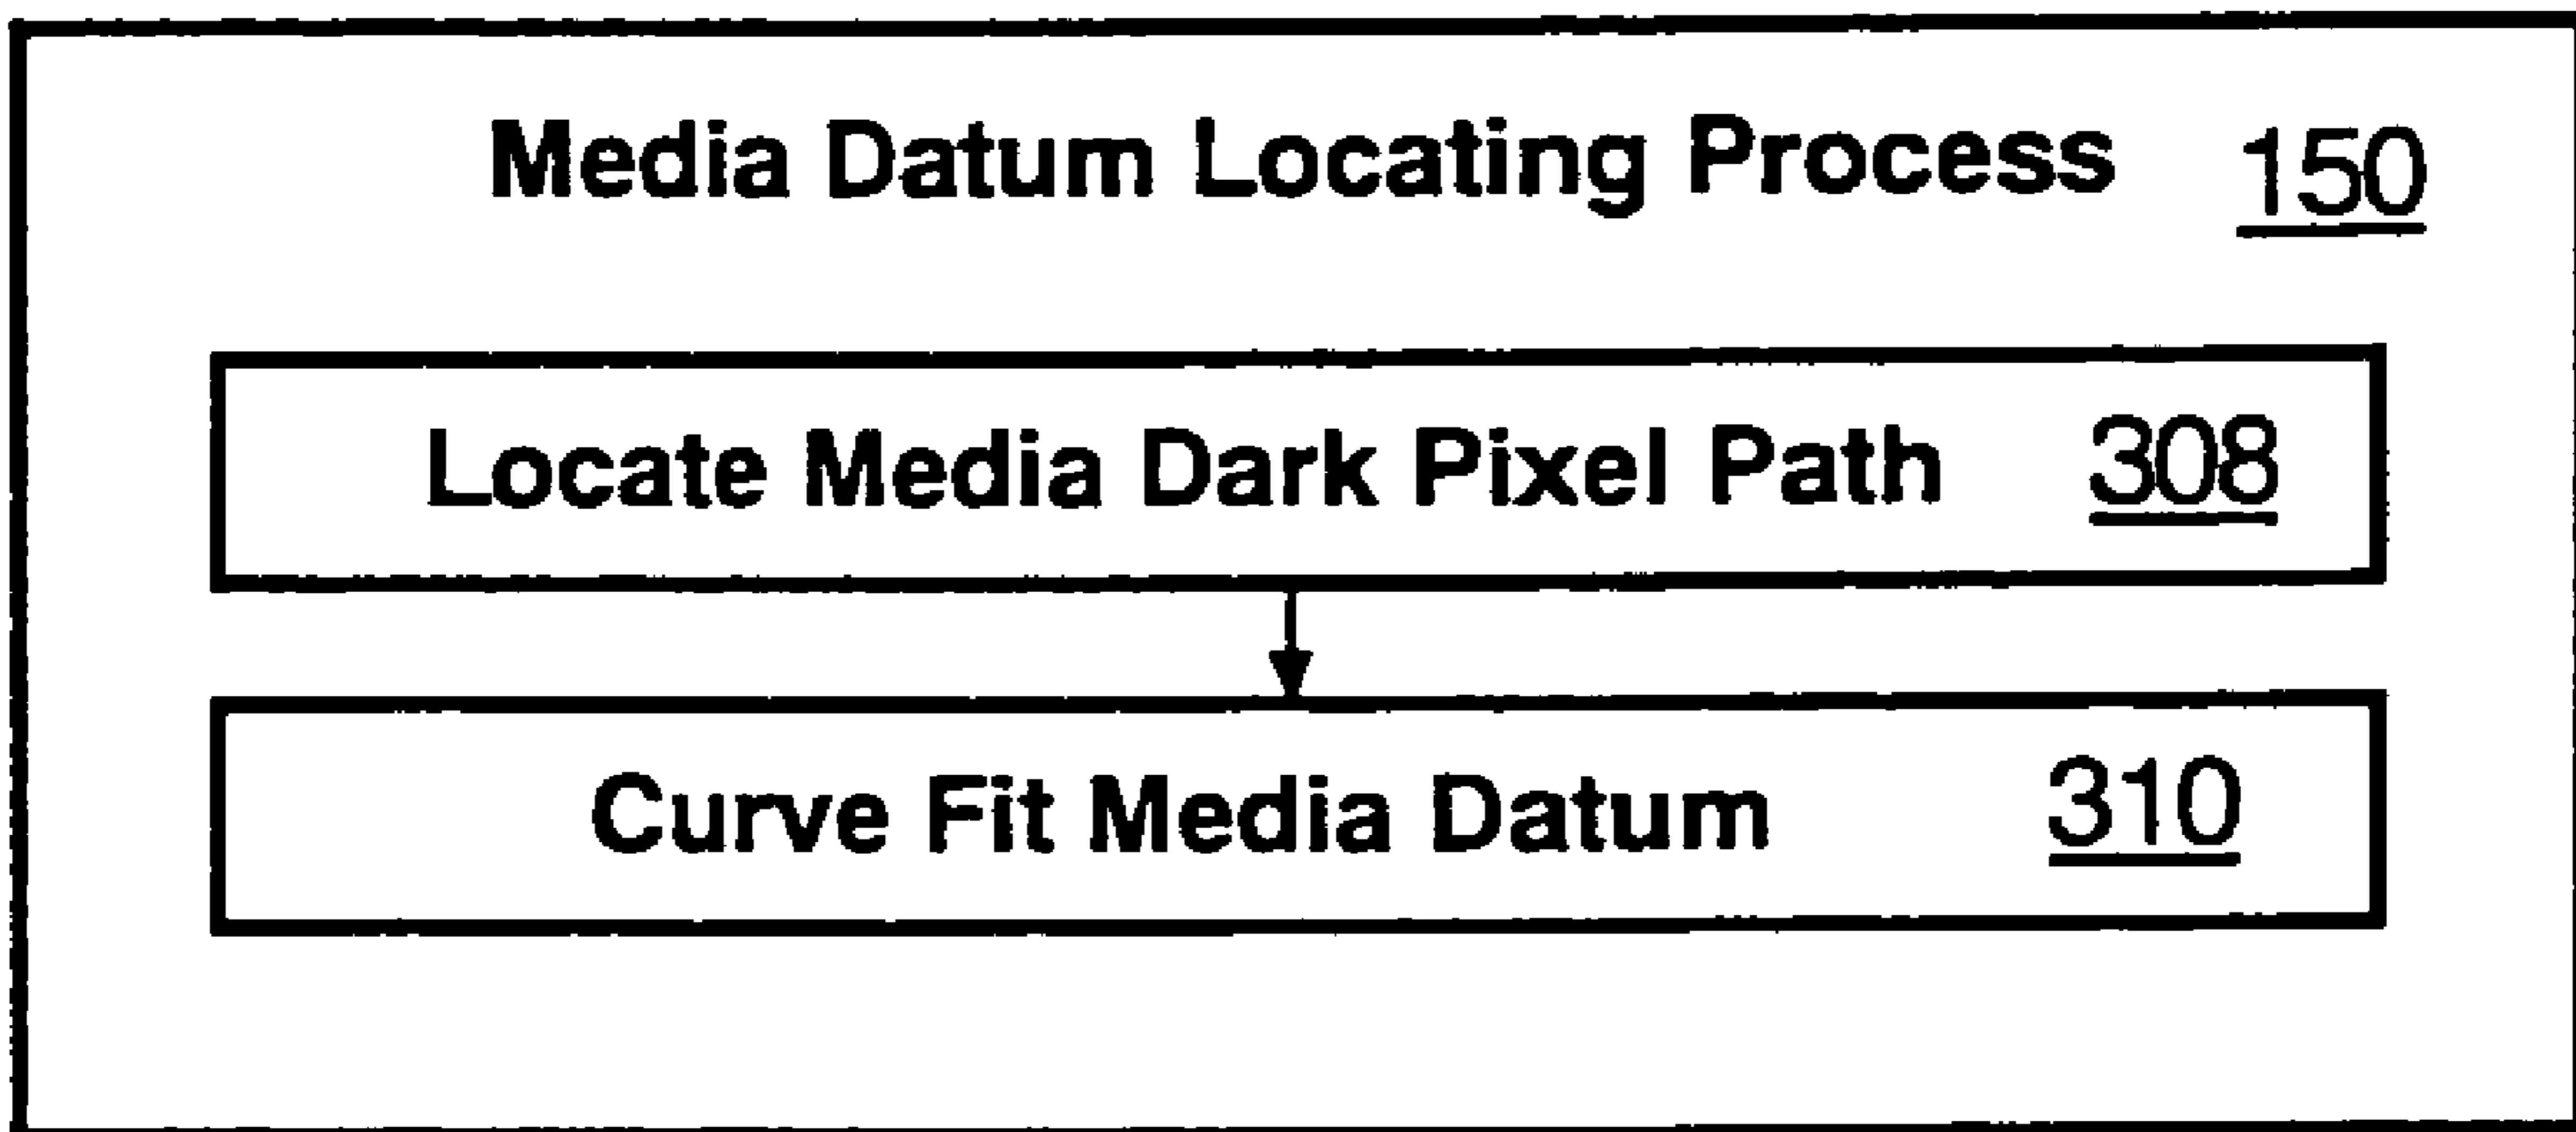 Media Datum Locating Process 150
Locate Media Dark Pixel Path 308
Curve Fit Media Datum 310